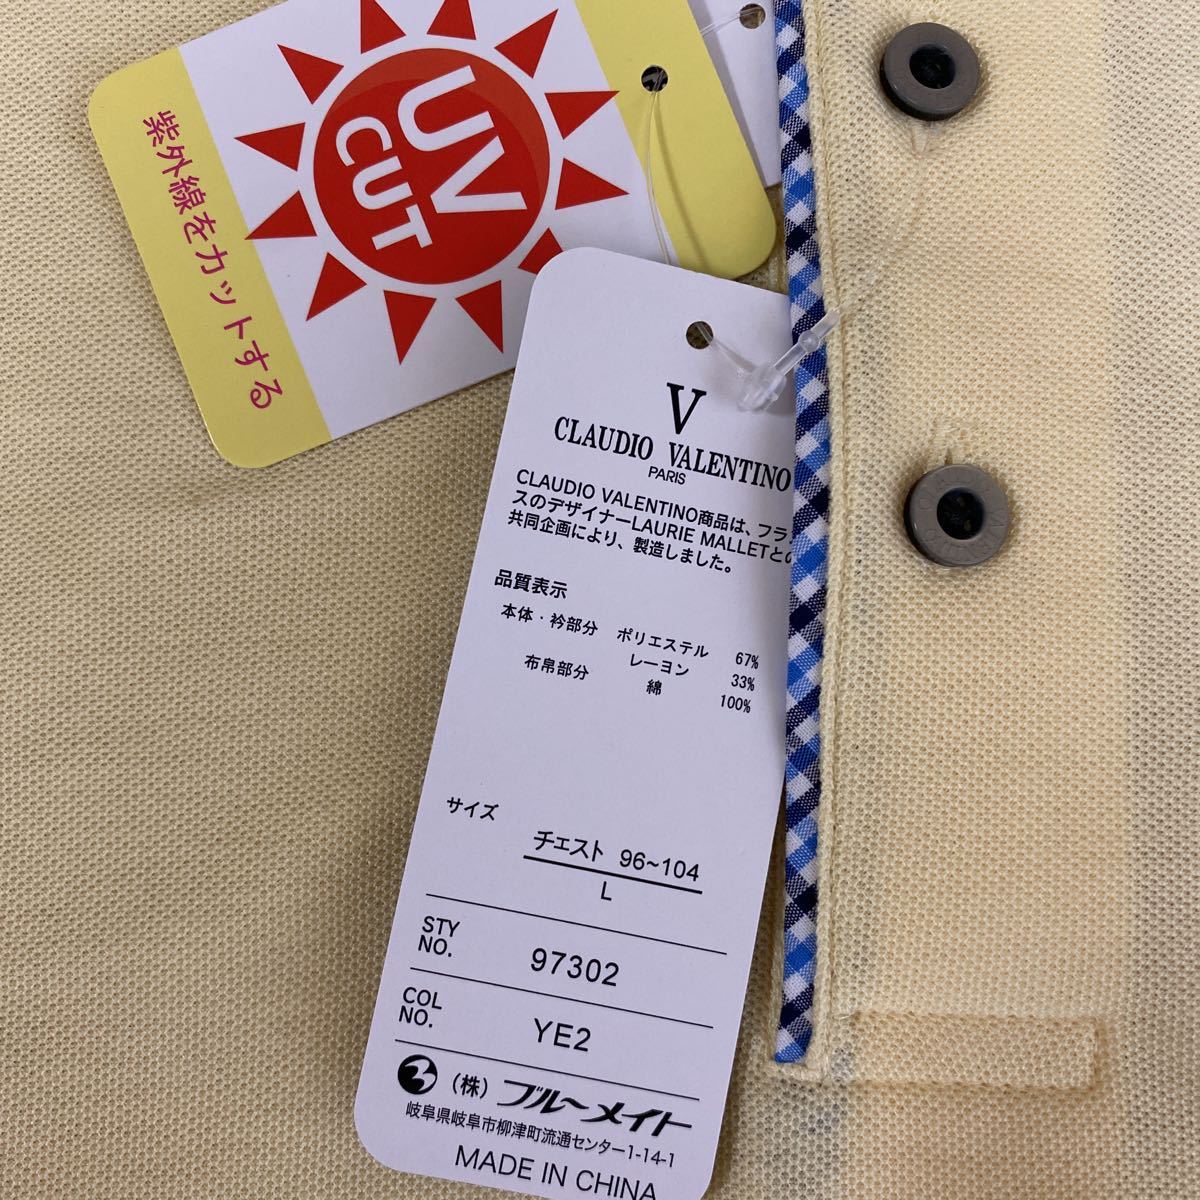 UV
CUT
紫外線をカットする
V
CLAUDIO VALENTINO
PARIS
CLAUDIO VALENTINO商品は、フラ
スのデザイナーLAURIE MALLETと
共同企画により、製造しました。
品質表示
本体・衿部分 ポリエステル 67%
レーヨン 33%
布帛部分 綿 100%
サイズ
チェスト 96~104
L
STY NO. 97302
COL NO. YE2
(株) ブルーメイト
岐阜県岐阜市柳津町流通センター1-14-1
MADE IN CHINA